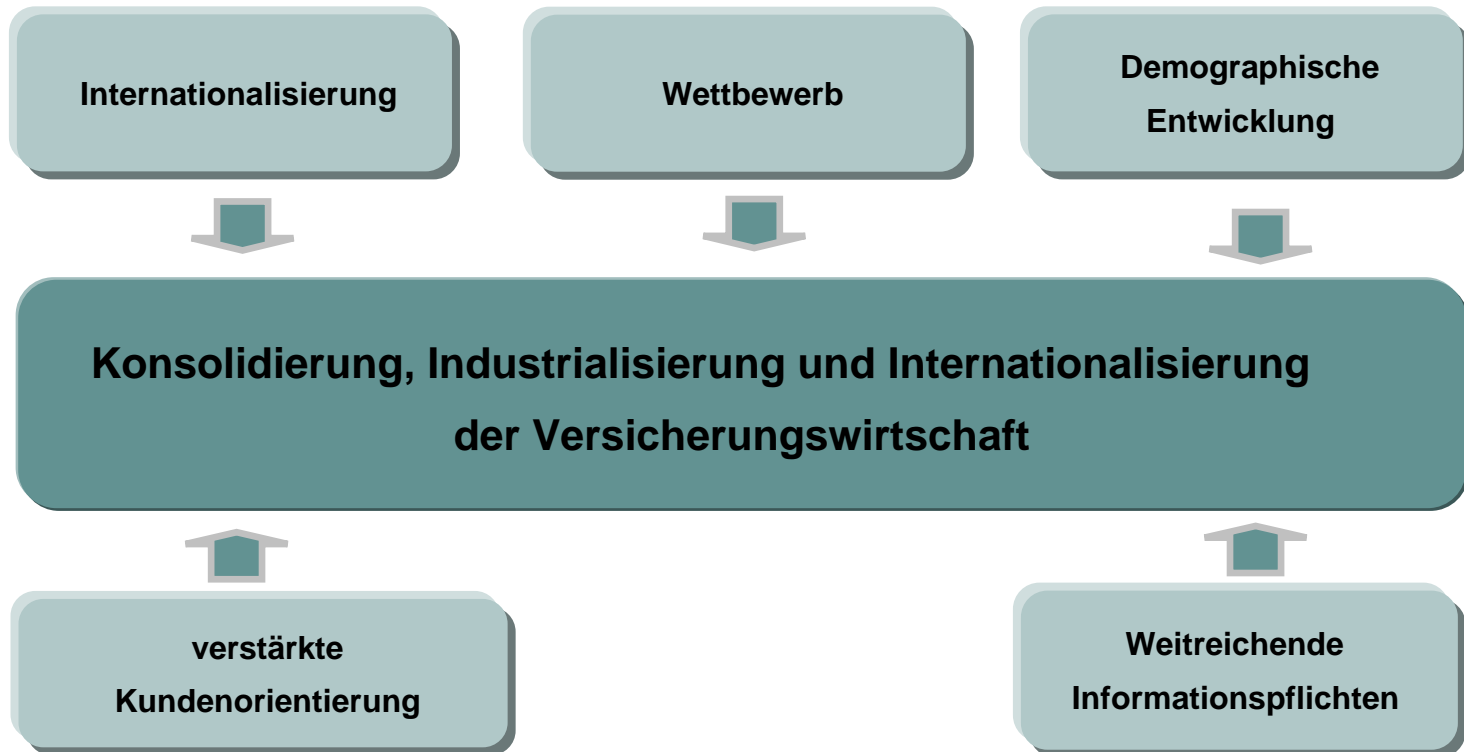 Internationalisierung
Wettbewerb
Demographische
Entwicklung
Konsolidierung, Industrialisierung und Internationalisierung
der Versicherungswirtschaft
verstärkte
Kundenorientierung
Weitreichende
Informationspflichten